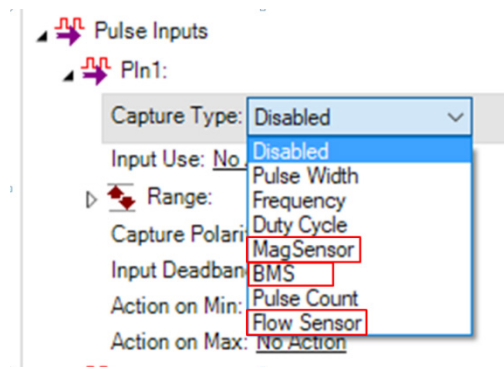 Pulse Inputs
PIn1:
Capture Type: Disabled
Disabled
Input Use: No
Pulse Width
Frequency
Range:
Duty Cycle
Capture Polari
MagSensor
Input Deadban
BMS
Action on Min:
Pulse Count
Flow Sensor
Action on Max: No Action